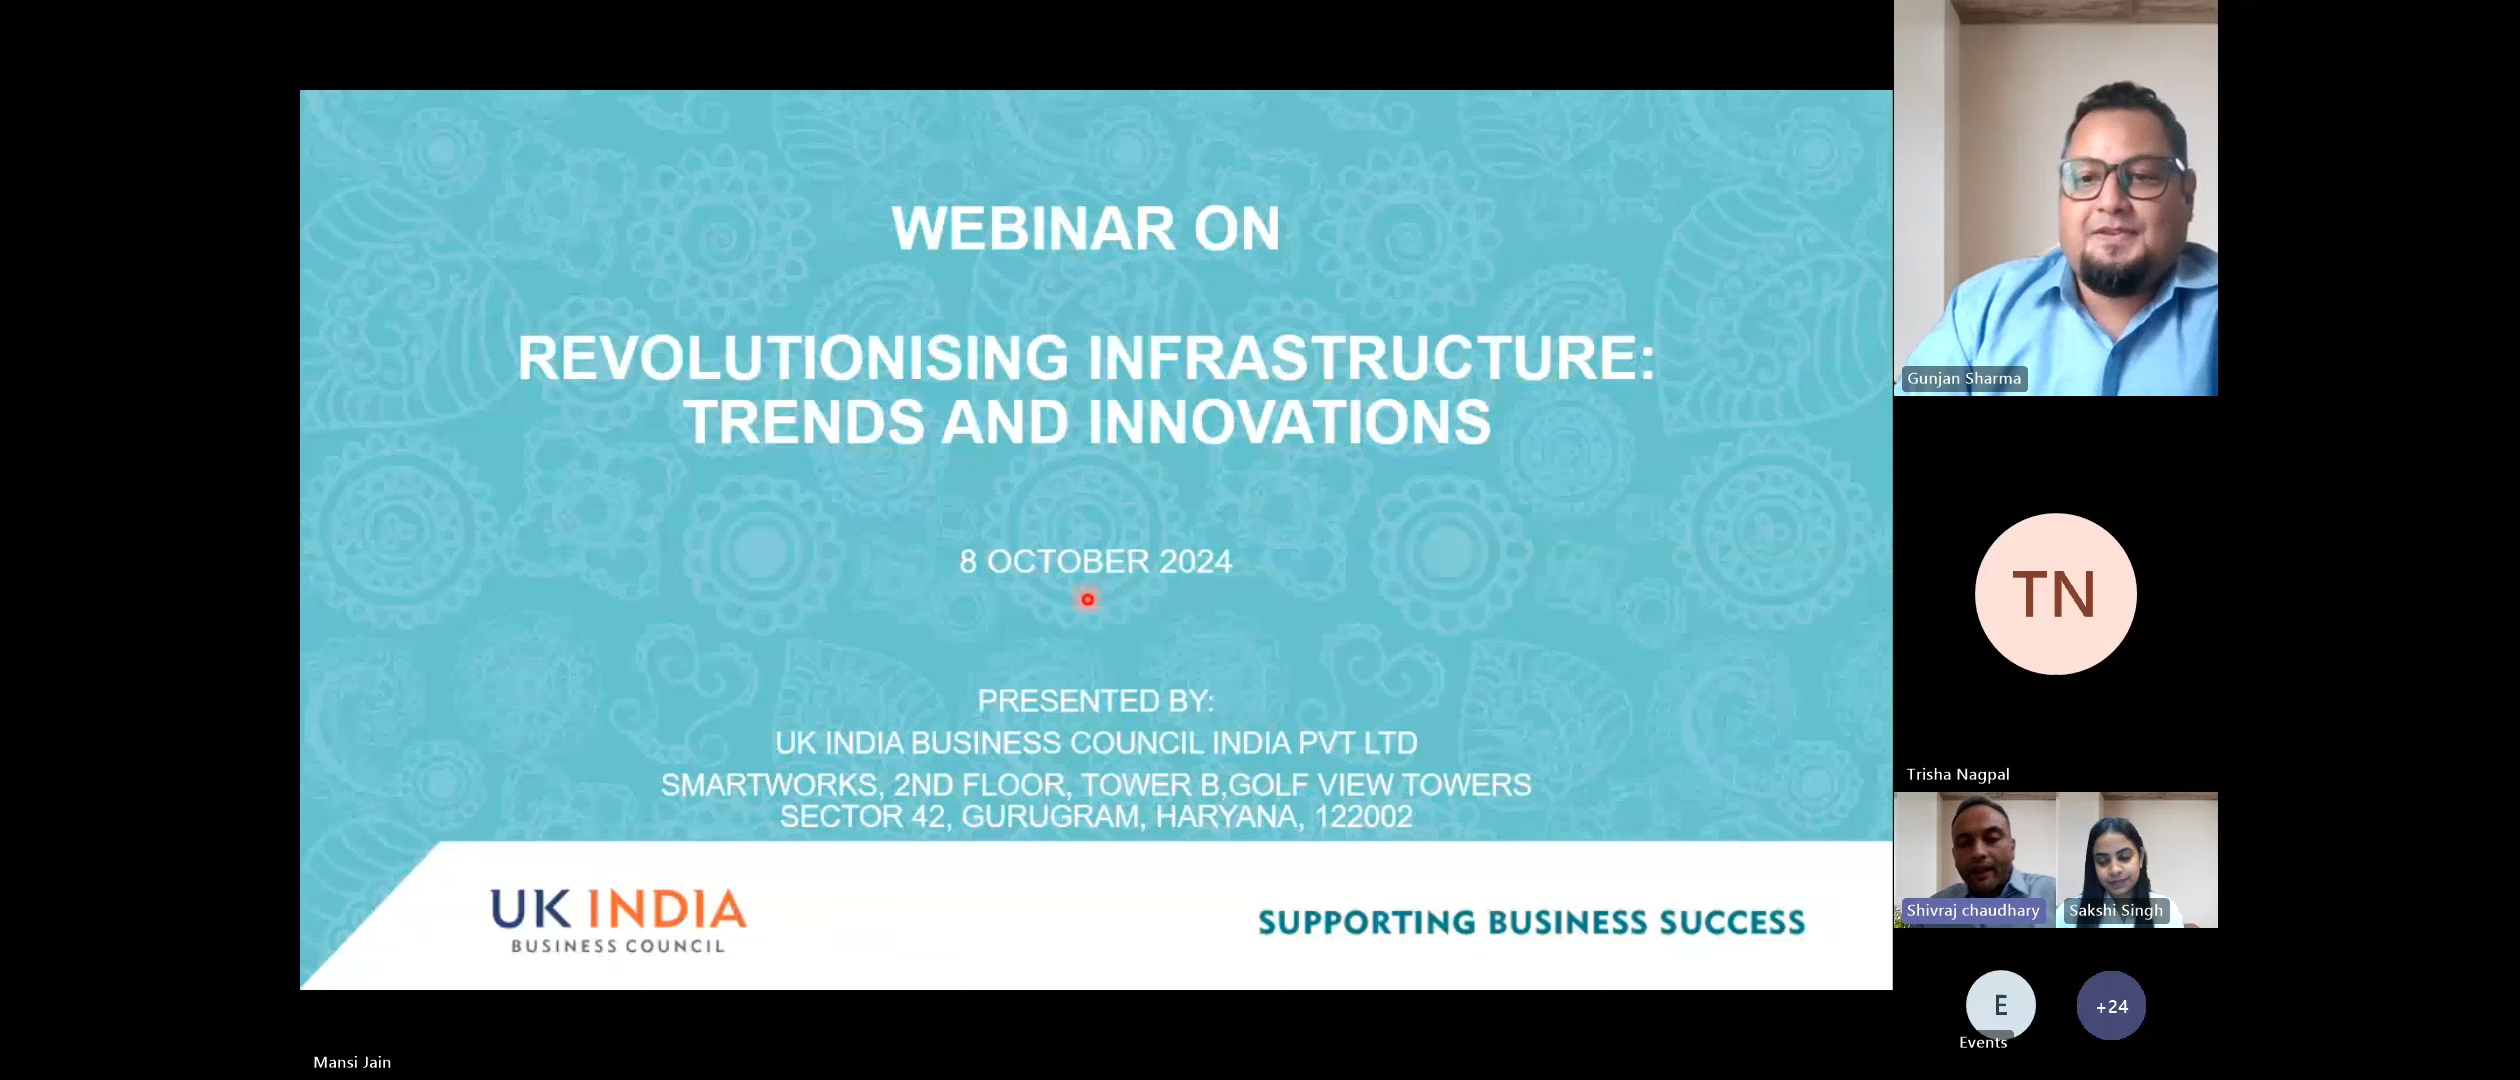 WEBINAR ON
REVOLUTIONISING INFRASTRUCTURE:
TRENDS AND INNOVATIONS
8 OCTOBER 2024
PRESENTED BY:
UK INDIA BUSINESS COUNCIL INDIA PVT LTD
SMARTWORKS, 2ND FLOOR, TOWER B,GOLF VIEW TOWERS
SECTOR 42, GURUGRAM, HARYANA, 122002
UK INDIA
BUSINESS COUNCIL
SUPPORTING BUSINESS SUCCESS
Mansi Jain
Gunjan Sharma
TN
Trisha Nagpal
Shivraj chaudhary
Sakshi Singh
E
Events
+24